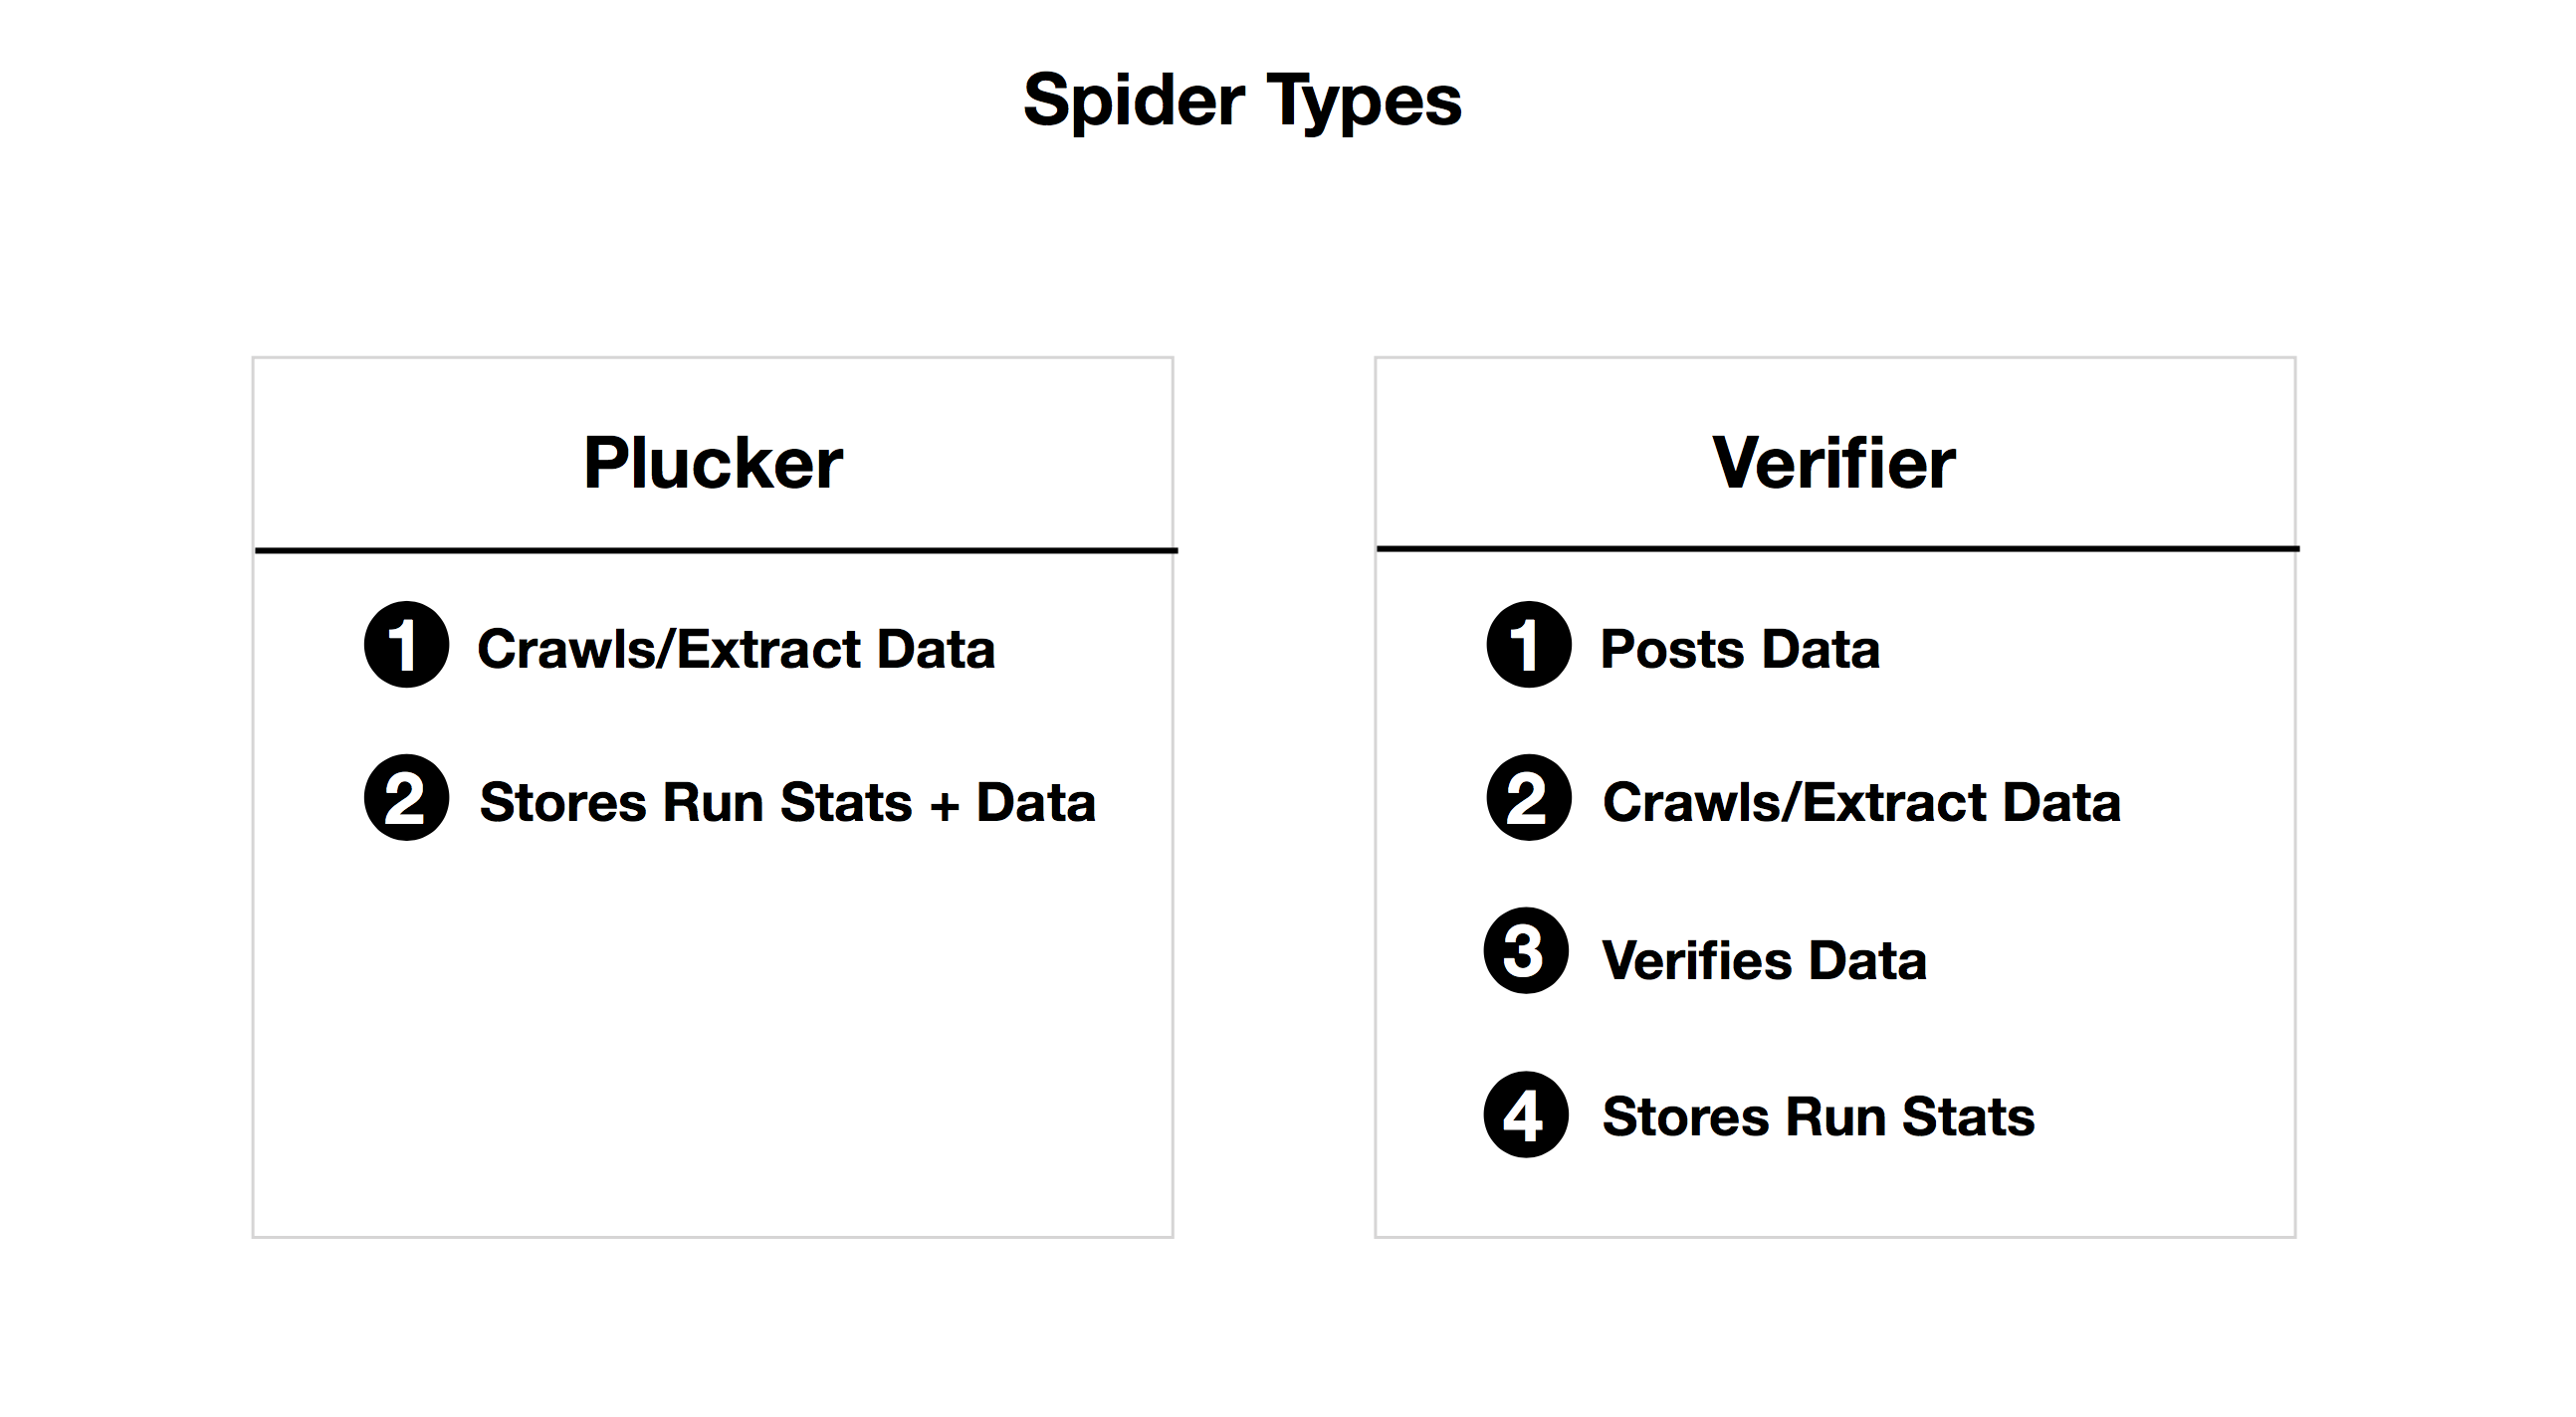 Spider Types
Plucker
1 Crawls/Extract Data
2 Stores Run Stats + Data
Verifier
1 Posts Data
2 Crawls/Extract Data
3 Verifies Data
4 Stores Run Stats